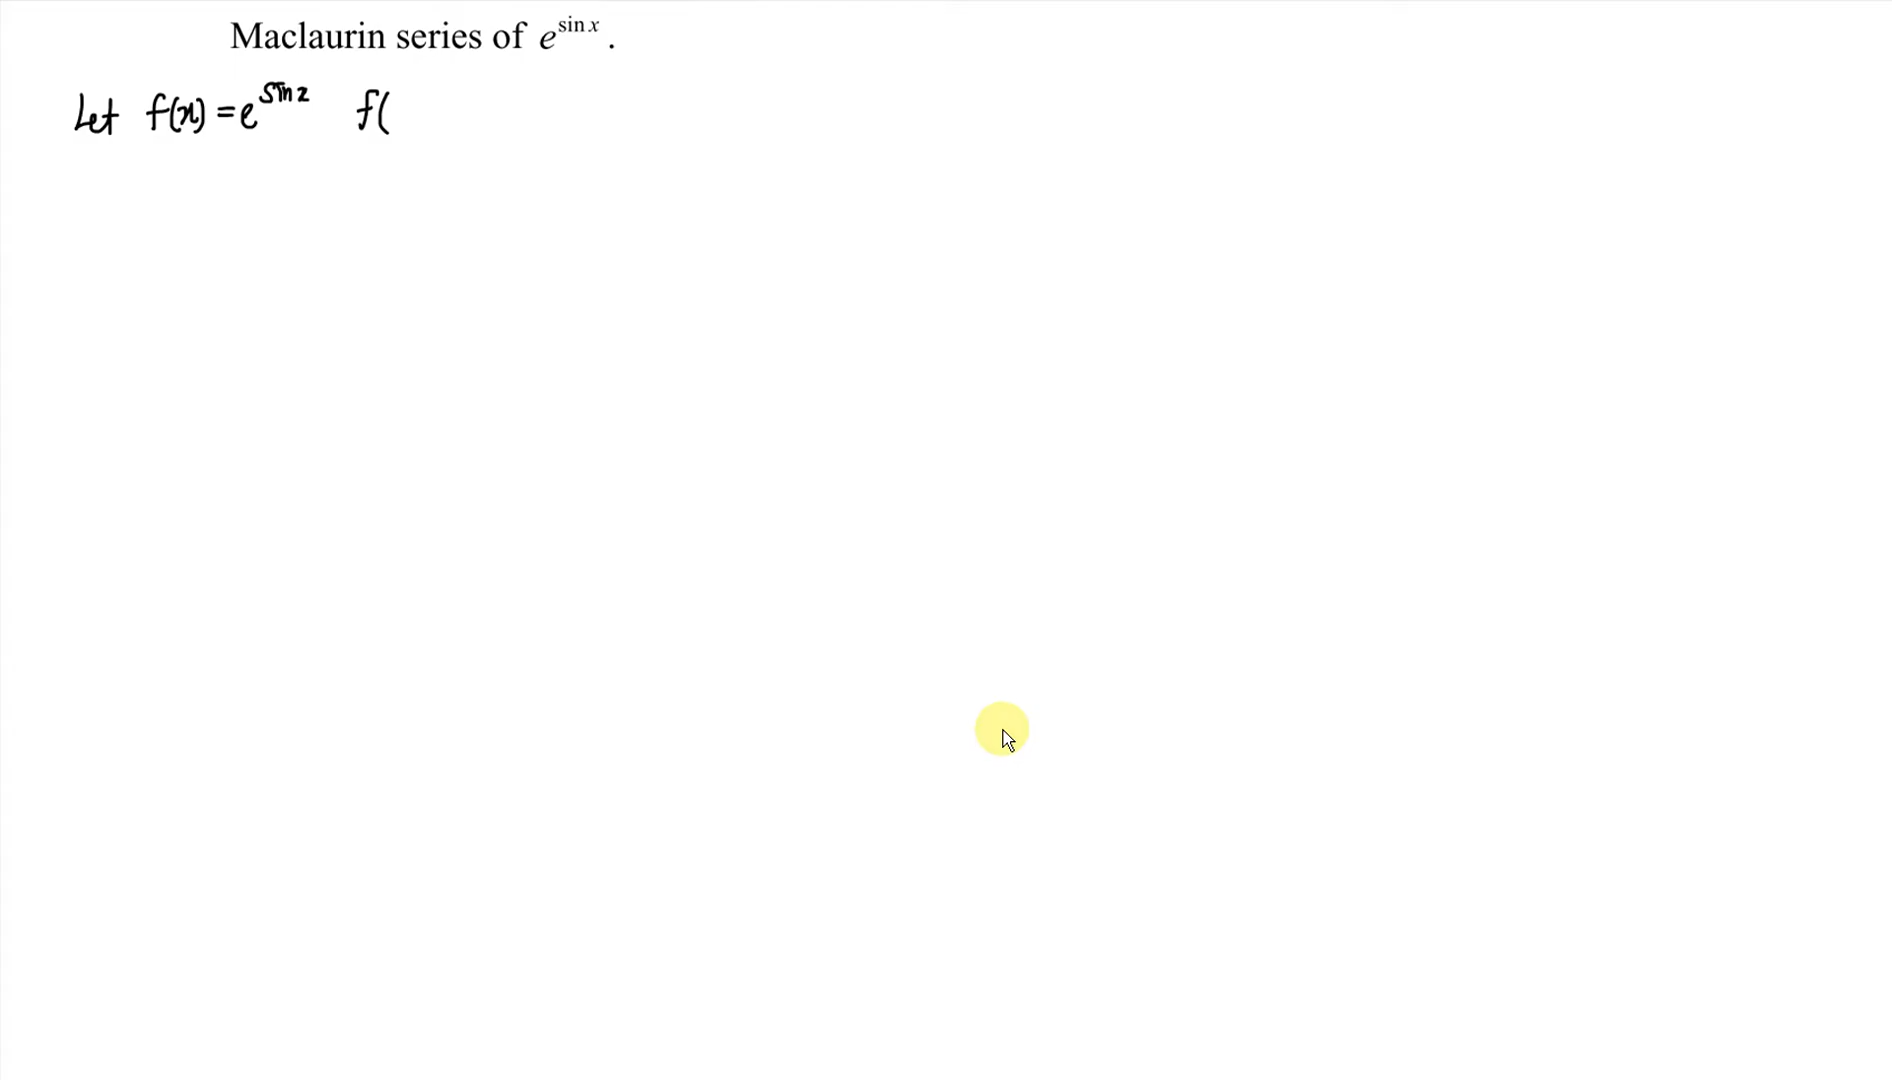 Maclaurin series of e^{sin x}.
Let f(x) = e^{sin x} f(